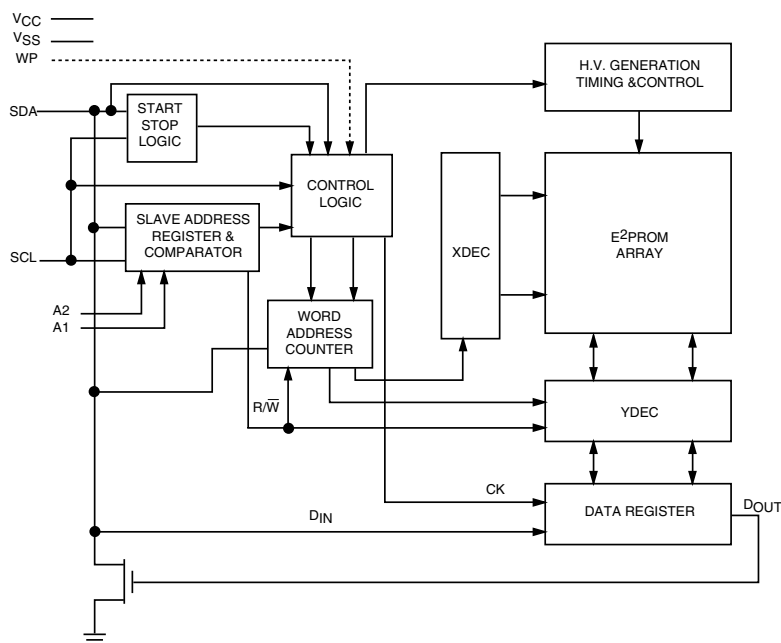 VCC
VSS
WP
H.V. GENERATION
TIMING &CONTROL
SDA
START
STOP
LOGIC
CONTROL
LOGIC
SLAVE ADDRESS
REGISTER &
COMPARATOR
XDEC
E2PROM
ARRAY
SCL
A2
A1
WORD
ADDRESS
COUNTER
R/W̅
YDEC
CK
DIN
DATA REGISTER
DOUT